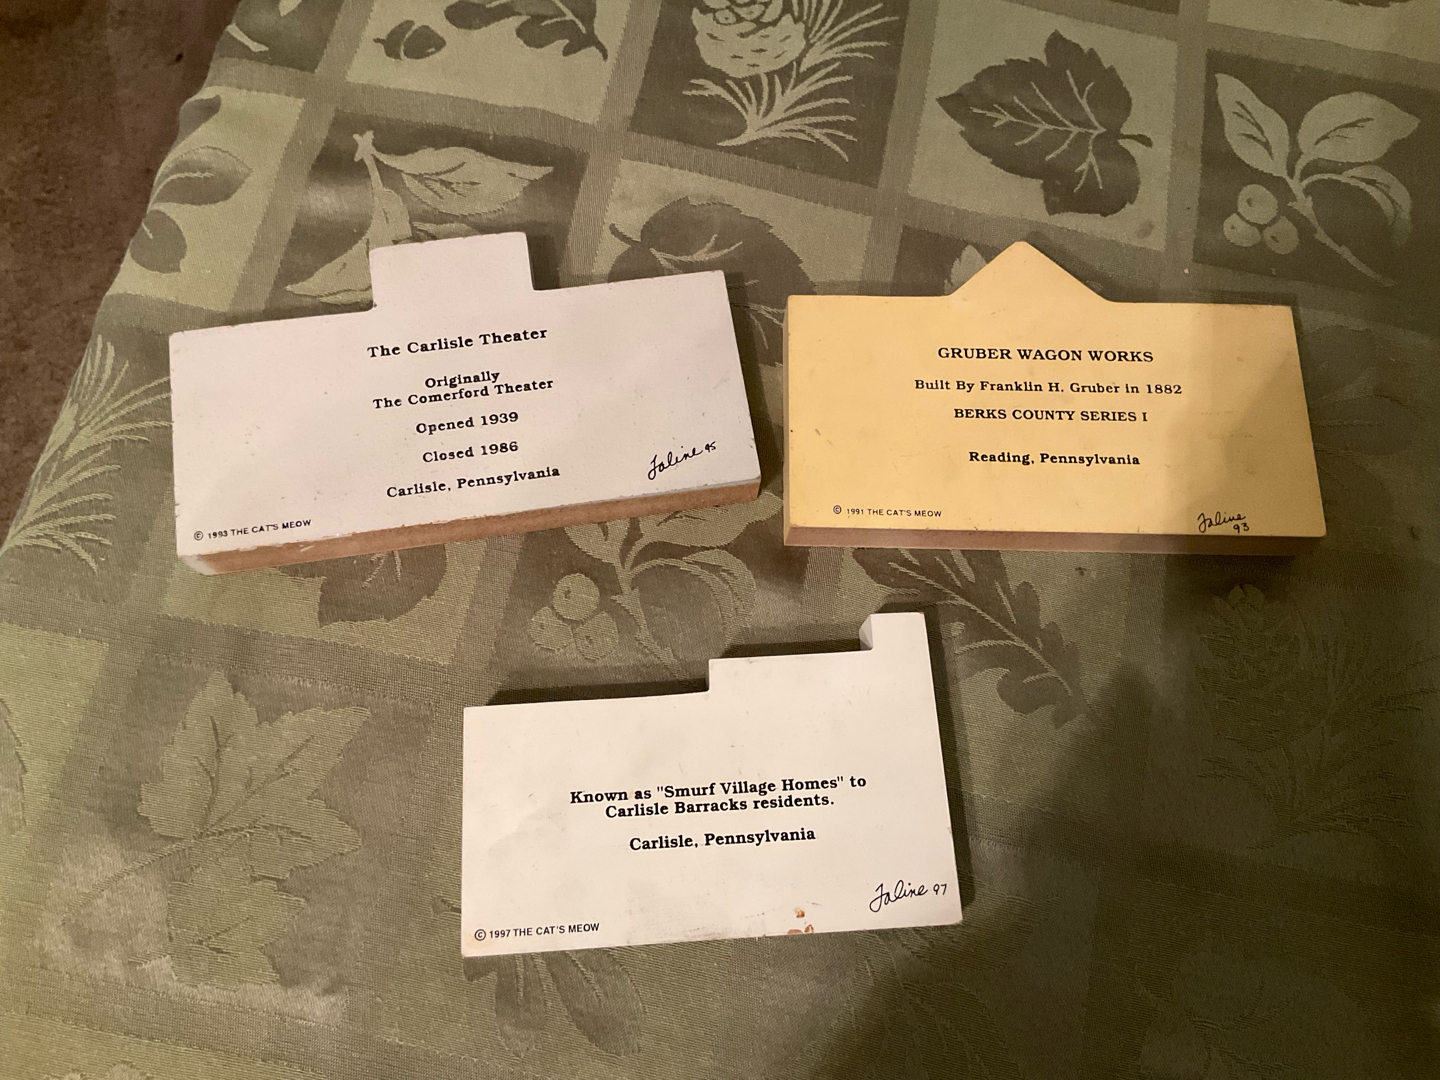 The Carlisle Theater
Originally
The Comerford Theater
Opened 1939
Closed 1986
Carlisle, Pennsylvania
Faline 95
© 1993 THE CAT'S MEOW
GRUBER WAGON WORKS
Built By Franklin H. Gruber in 1882
BERKS COUNTY SERIES I
Reading, Pennsylvania
© 1991 THE CAT'S MEOW
Faline
93
Known as "Smurf Village Homes" to
Carlisle Barracks residents.
Carlisle, Pennsylvania
Faline 97
© 1997 THE CAT'S MEOW